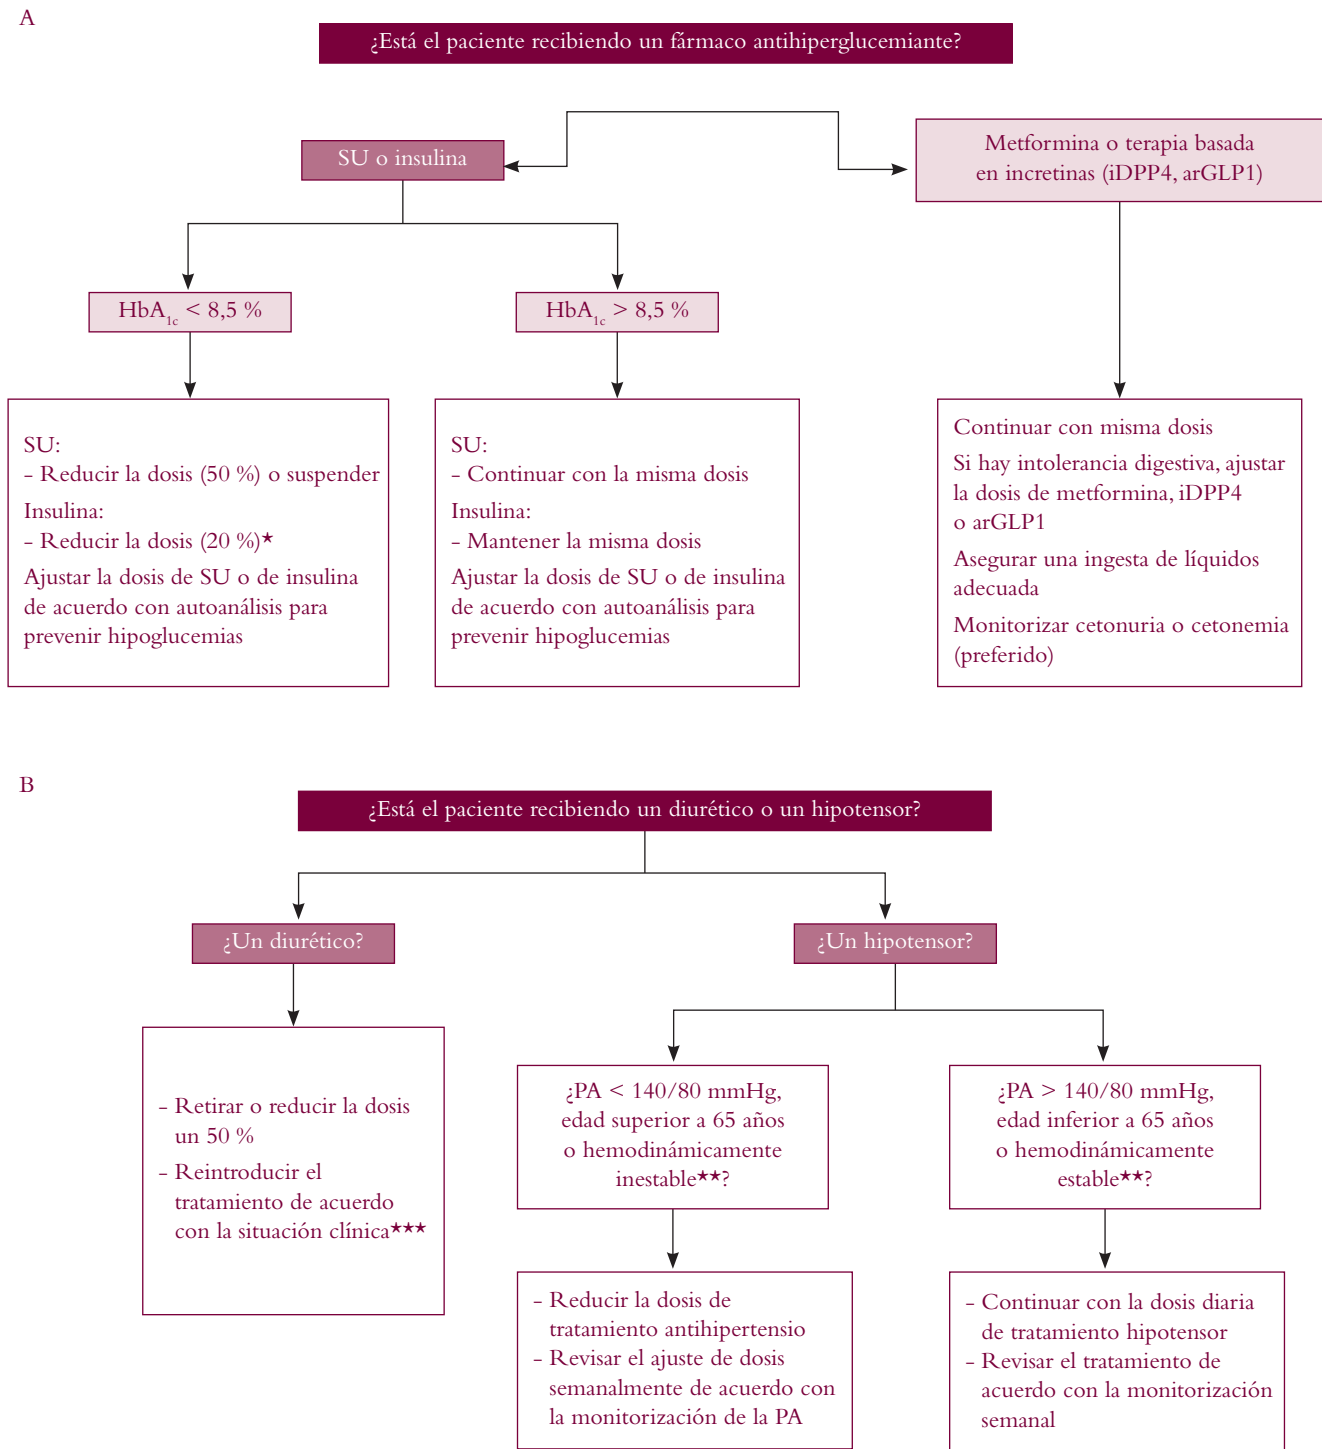 A
¿Está el paciente recibiendo un fármaco antihiperglucemiante?
SU o insulina
Metformina o terapia basada
en incretinas (iDPP4, arGLP1)
HbA1c < 8,5 %
HbA1c > 8,5 %
SU:
- Reducir la dosis (50 %) o suspender
Insulina:
- Reducir la dosis (20 %)★
Ajustar la dosis de SU o de insulina
de acuerdo con autoanálisis para
prevenir hipoglucemias
SU:
- Continuar con la misma dosis
Insulina:
- Mantener la misma dosis
Ajustar la dosis de SU o de insulina
de acuerdo con autoanálisis para
prevenir hipoglucemias
Continuar con misma dosis
Si hay intolerancia digestiva, ajustar
la dosis de metformina, iDPP4
o arGLP1
Asegurar una ingesta de líquidos
adecuada
Monitorizar cetonuria o cetonemia
(preferido)
B
¿Está el paciente recibiendo un diurético o un hipotensor?
¿Un diurético?
¿Un hipotensor?
- Retirar o reducir la dosis
un 50 %
- Reintroducir el
tratamiento de acuerdo
con la situación clínica★★★
¿PA < 140/80 mmHg,
edad superior a 65 años
o hemodinámicamente
inestable★★?
¿PA > 140/80 mmHg,
edad inferior a 65 años
o hemodinámicamente
estable★★?
- Reducir la dosis de
tratamiento antihipertensio
- Revisar el ajuste de dosis
semanalmente de acuerdo con
la monitorización de la PA
- Continuar con la dosis diaria
de tratamiento hipotensor
- Revisar el tratamiento de
acuerdo con la monitorización
semanal